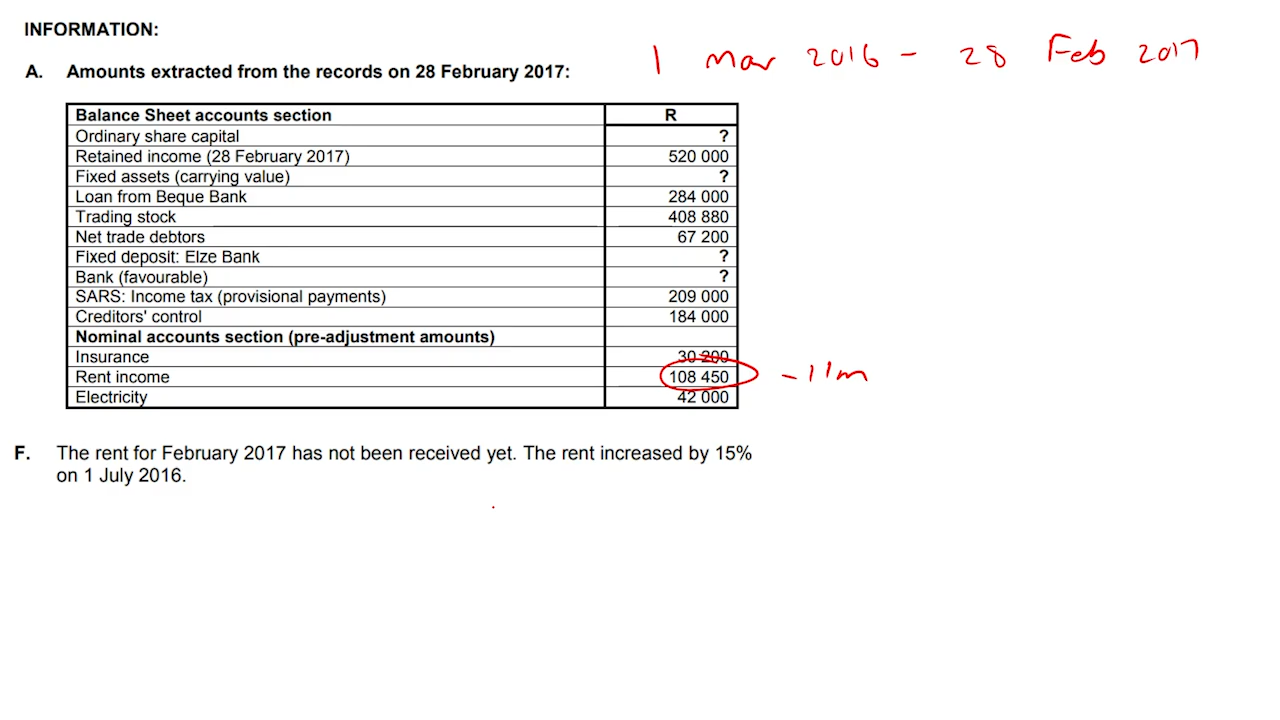 INFORMATION:
1 Mar 2016 - 28 Feb 2017
A. Amounts extracted from the records on 28 February 2017:
Balance Sheet accounts section R
Ordinary share capital ?
Retained income (28 February 2017) 520 000
Fixed assets (carrying value) ?
Loan from Beque Bank 284 000
Trading stock 408 880
Net trade debtors 67 200
Fixed deposit: Elze Bank ?
Bank (favourable) ?
SARS: Income tax (provisional payments) 209 000
Creditors' control 184 000
Nominal accounts section (pre-adjustment amounts)
Insurance 30 200
Rent income 108 450 - 11m
Electricity 42 000
F. The rent for February 2017 has not been received yet. The rent increased by 15%
on 1 July 2016.